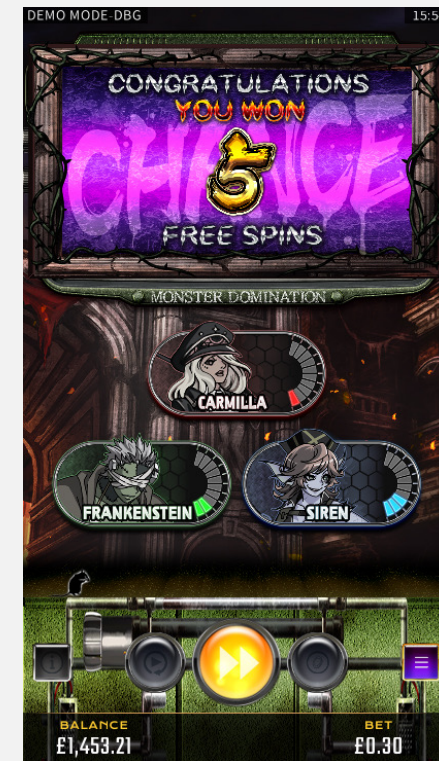 DEMO MODE-DBG
15:5
CONGRATULATIONS
YOU WON
CHANCE
5
FREE SPINS
MONSTER DOMINATION
CARMILLA
FRANKENSTEIN
SIREN
BALANCE
BET
£1,453.21
£0.30